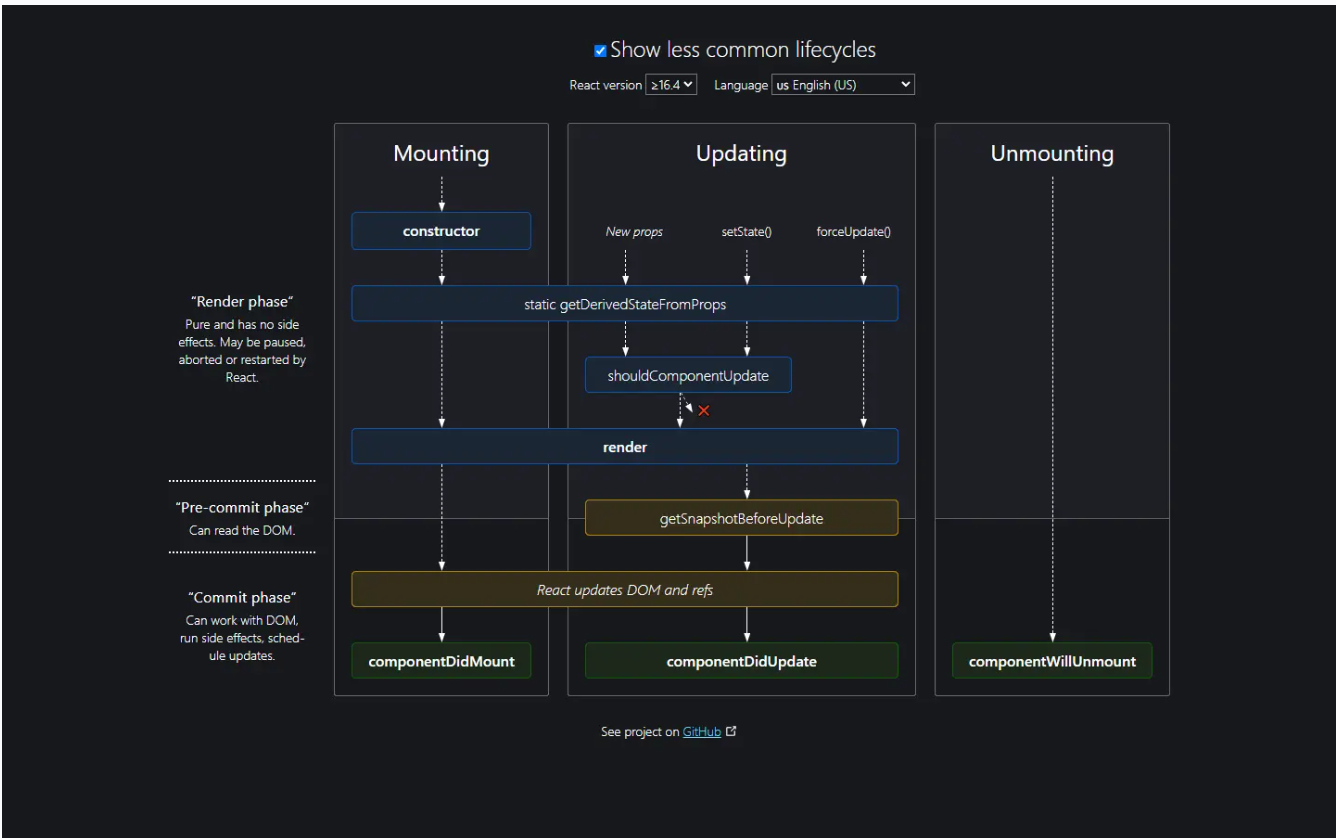 Show less common lifecycles
React version ≥16.4 Language us English (US)
Mounting
Updating
Unmounting
constructor
New props
setState()
forceUpdate()
“Render phase“
Pure and has no side
effects. May be paused,
aborted or restarted by
React.
static getDerivedStateFromProps
shouldComponentUpdate
render
“Pre-commit phase“
Can read the DOM.
getSnapshotBeforeUpdate
“Commit phase“
Can work with DOM,
run side effects, sched-
ule updates.
React updates DOM and refs
componentDidMount
componentDidUpdate
componentWillUnmount
See project on GitHub